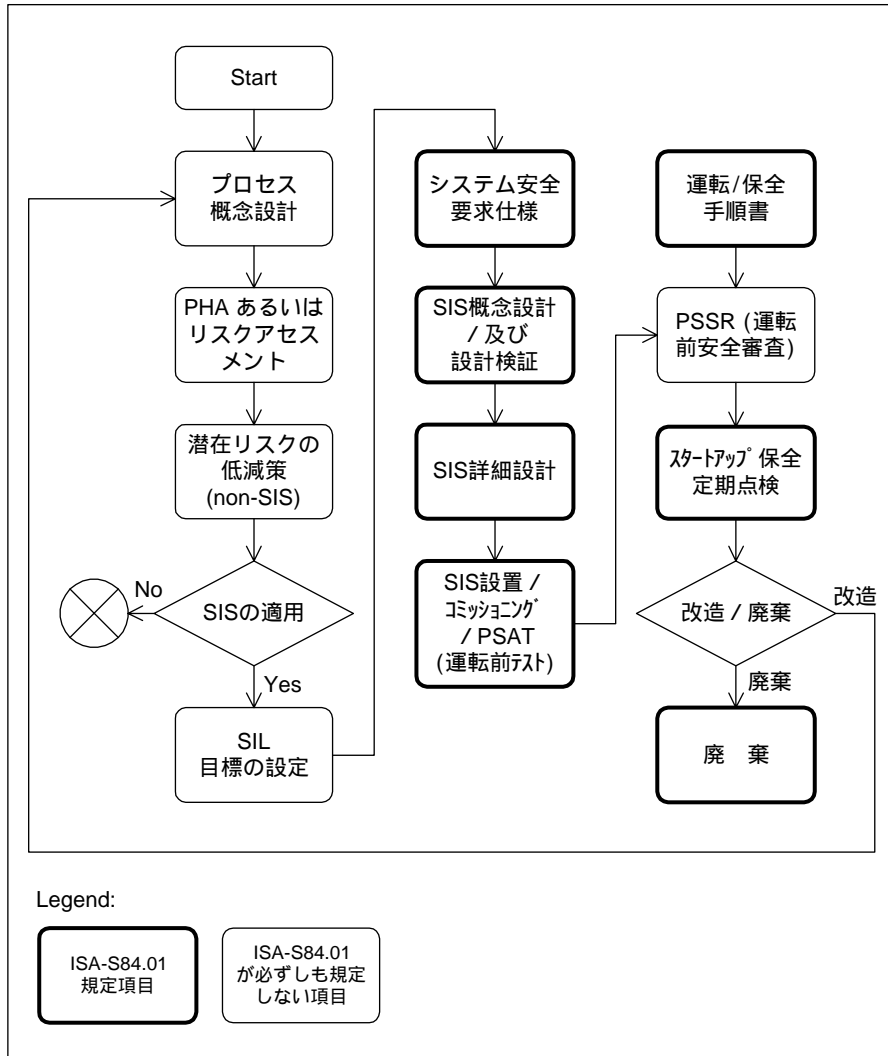 Start
プロセス
概念設計
PHA あるいは
リスクアセス
メント
潜在リスクの
低減策
(non-SIS)
SISの適用
No
Yes
SIL
目標の設定
システム安全
要求仕様
SIS概念設計
/ 及び
設計検証
SIS詳細設計
SIS設置 /
ｺﾐｯｼｮﾆﾝｸﾞ
/ PSAT
(運転前ﾃｽﾄ)
運転/保全
手順書
PSSR (運転
前安全審査)
ｽﾀｰﾄｱｯﾌﾟ 保全
定期点検
改造 / 廃棄
改造
廃棄
廃　棄
Legend:
ISA-S84.01
規定項目
ISA-S84.01
が必ずしも規定
しない項目